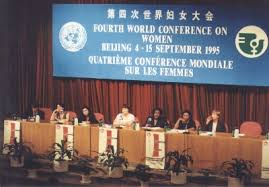 第四次世界妇女大会
FOURTH WORLD CONFERENCE ON
WOMEN
BEIJING 4 - 15 SEPTEMBER 1995
QUATRIÈME CONFÉRENCE MONDIALE
SUR LES FEMMES